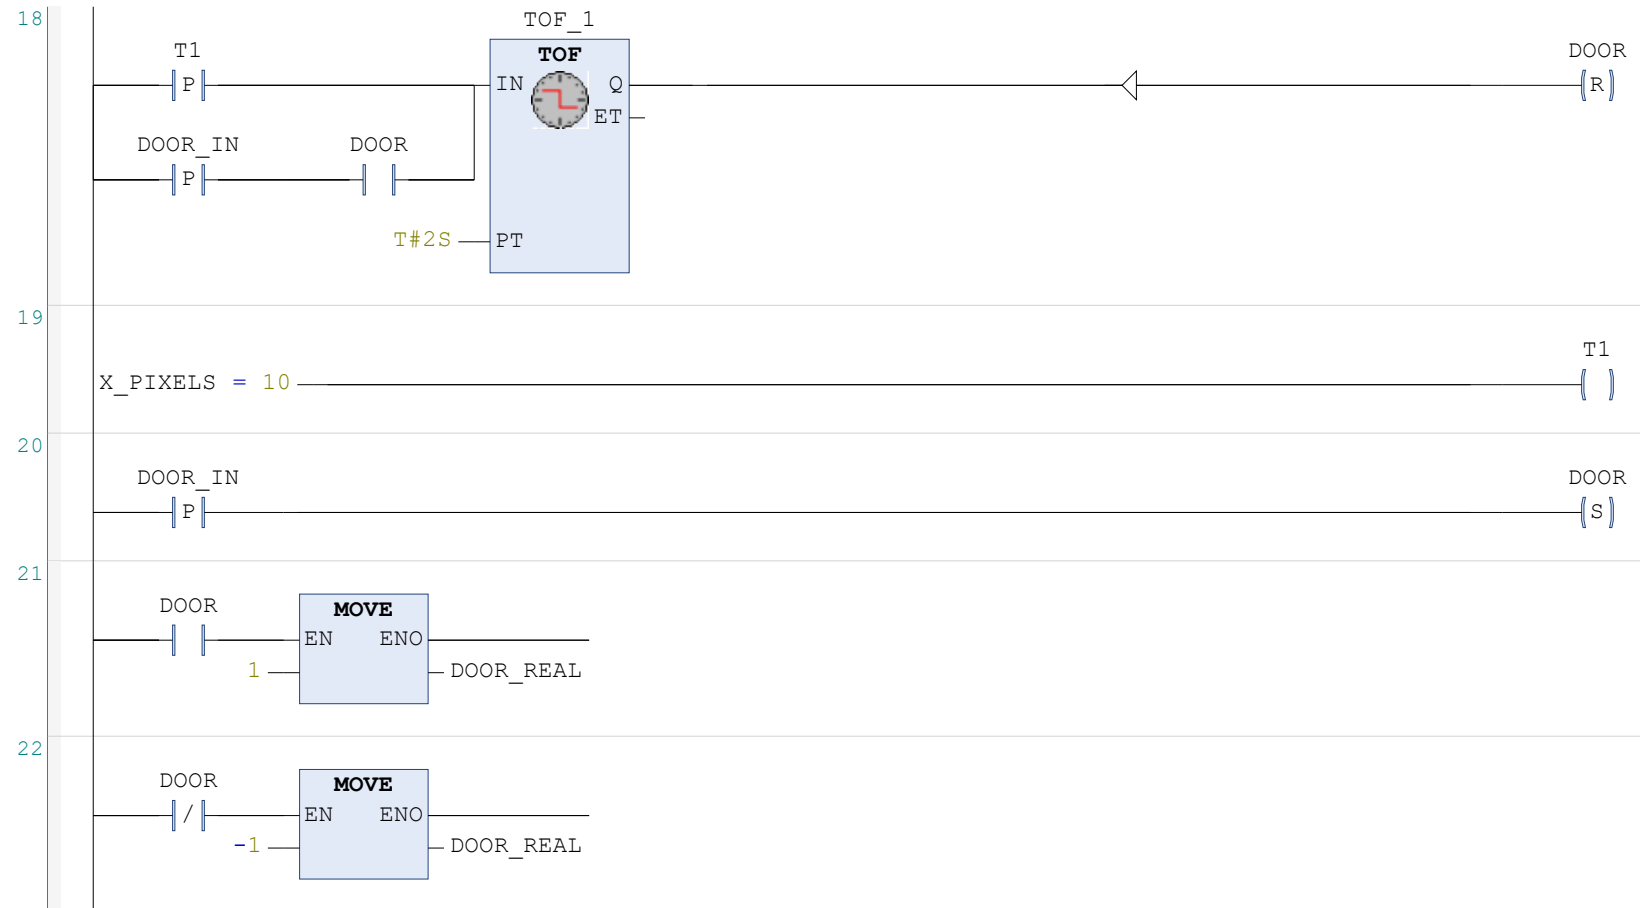 18
TOF_1
T1
TOF
DOOR
P
IN
Q
R
ET
DOOR_IN
DOOR
P
T#2S
PT
19
T1
X_PIXELS = 10
20
DOOR_IN
DOOR
P
S
21
DOOR
MOVE
EN ENO
1
DOOR_REAL
22
DOOR
MOVE
/
EN ENO
-1
DOOR_REAL